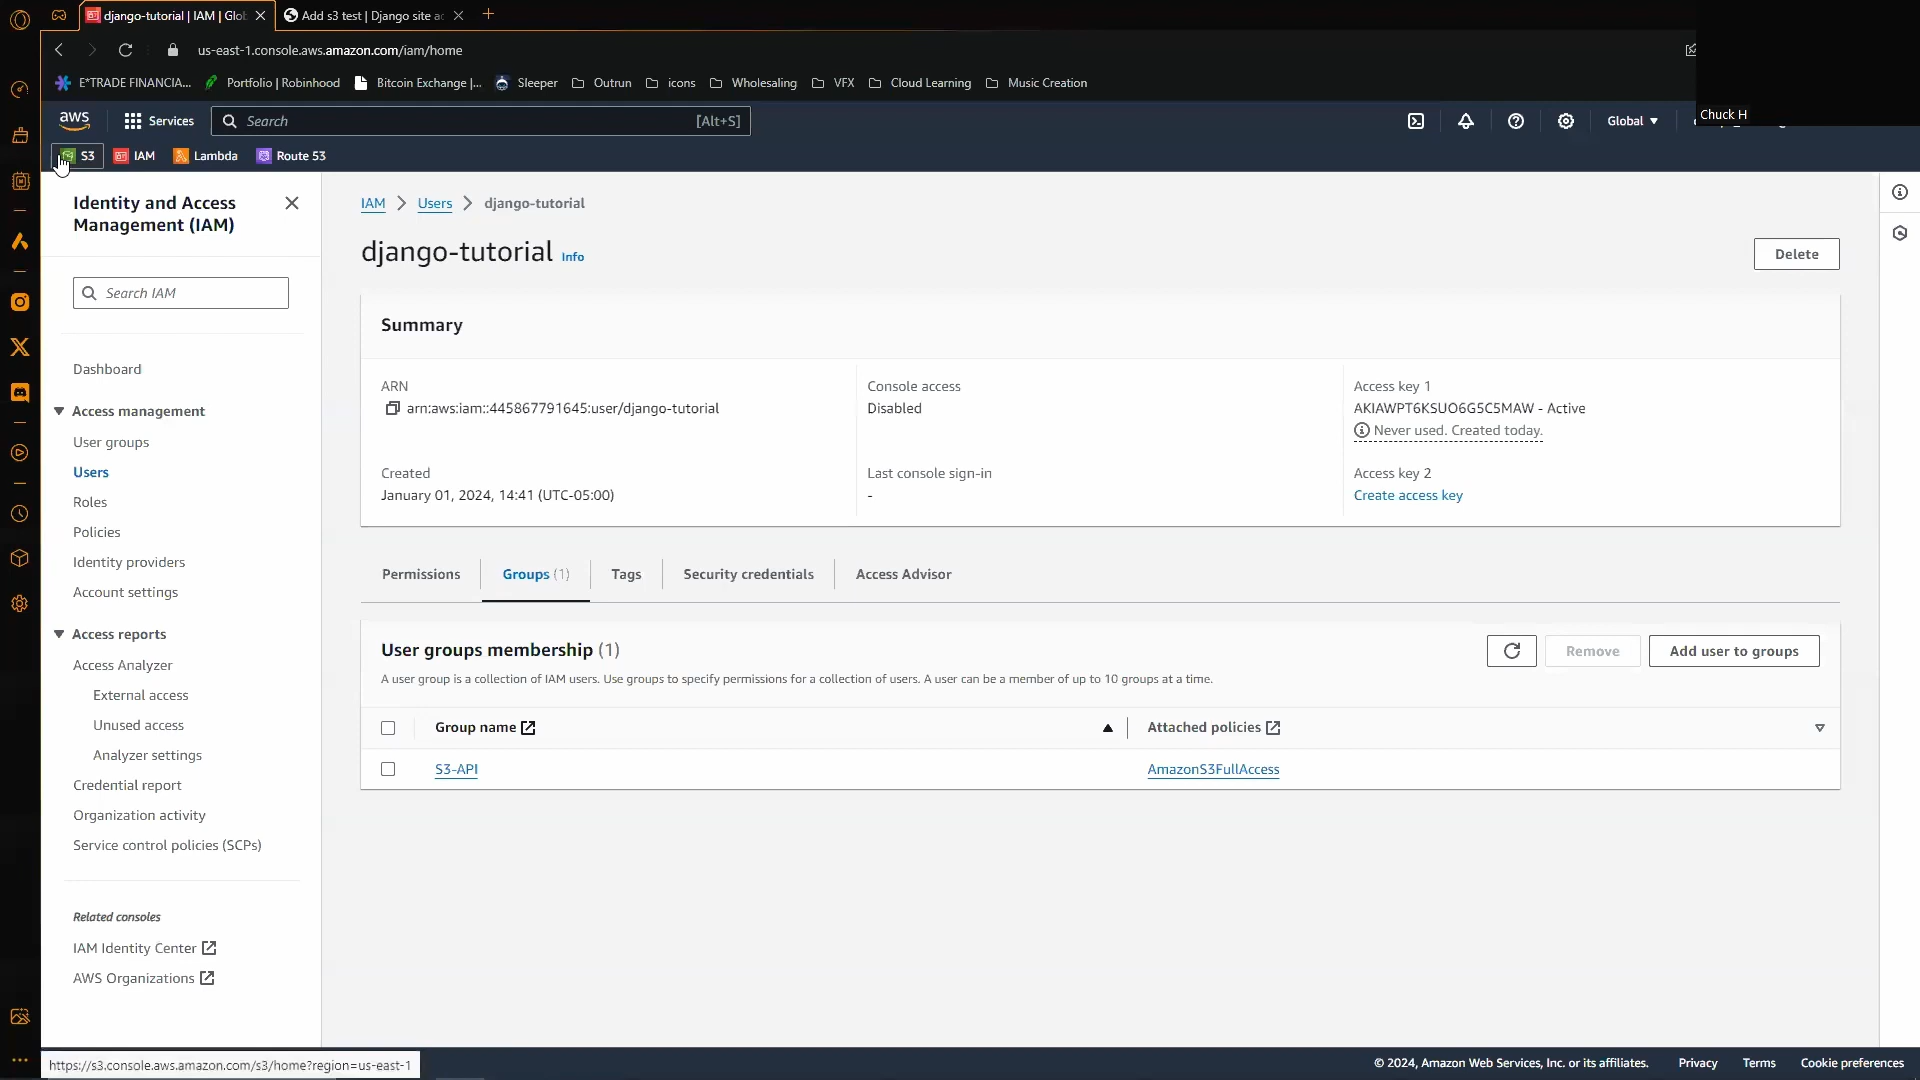 django-tutorial | IAM | Glo
Add s3 test | Django site ac
us-east-1.console.aws.amazon.com/iam/home
E*TRADE FINANCIA...
Portfolio | Robinhood
Bitcoin Exchange |...
Sleeper
Outrun
icons
Wholesaling
VFX
Cloud Learning
Music Creation
Chuck H
aws
Services
Search
[Alt+S]
Global
S3
IAM
Lambda
Route 53
Identity and Access
Management (IAM)
Search IAM
Dashboard
Access management
User groups
Users
Roles
Policies
Identity providers
Account settings
Access reports
Access Analyzer
External access
Unused access
Analyzer settings
Credential report
Organization activity
Service control policies (SCPs)
Related consoles
IAM Identity Center
AWS Organizations
IAM > Users > django-tutorial
django-tutorial Info
Delete
Summary
ARN
arn:aws:iam::445867791645:user/django-tutorial
Console access
Disabled
Access key 1
AKIAWPT6KSUO6G5C5MAW - Active
Never used. Created today.
Created
January 01, 2024, 14:41 (UTC-05:00)
Last console sign-in
-
Access key 2
Create access key
Permissions
Groups (1)
Tags
Security credentials
Access Advisor
User groups membership (1)
Remove
Add user to groups
A user group is a collection of IAM users. Use groups to specify permissions for a collection of users. A user can be a member of up to 10 groups at a time.
Group name
Attached policies
S3-API
AmazonS3FullAccess
https://s3.console.aws.amazon.com/s3/home?region=us-east-1
© 2024, Amazon Web Services, Inc. or its affiliates.
Privacy
Terms
Cookie preferences